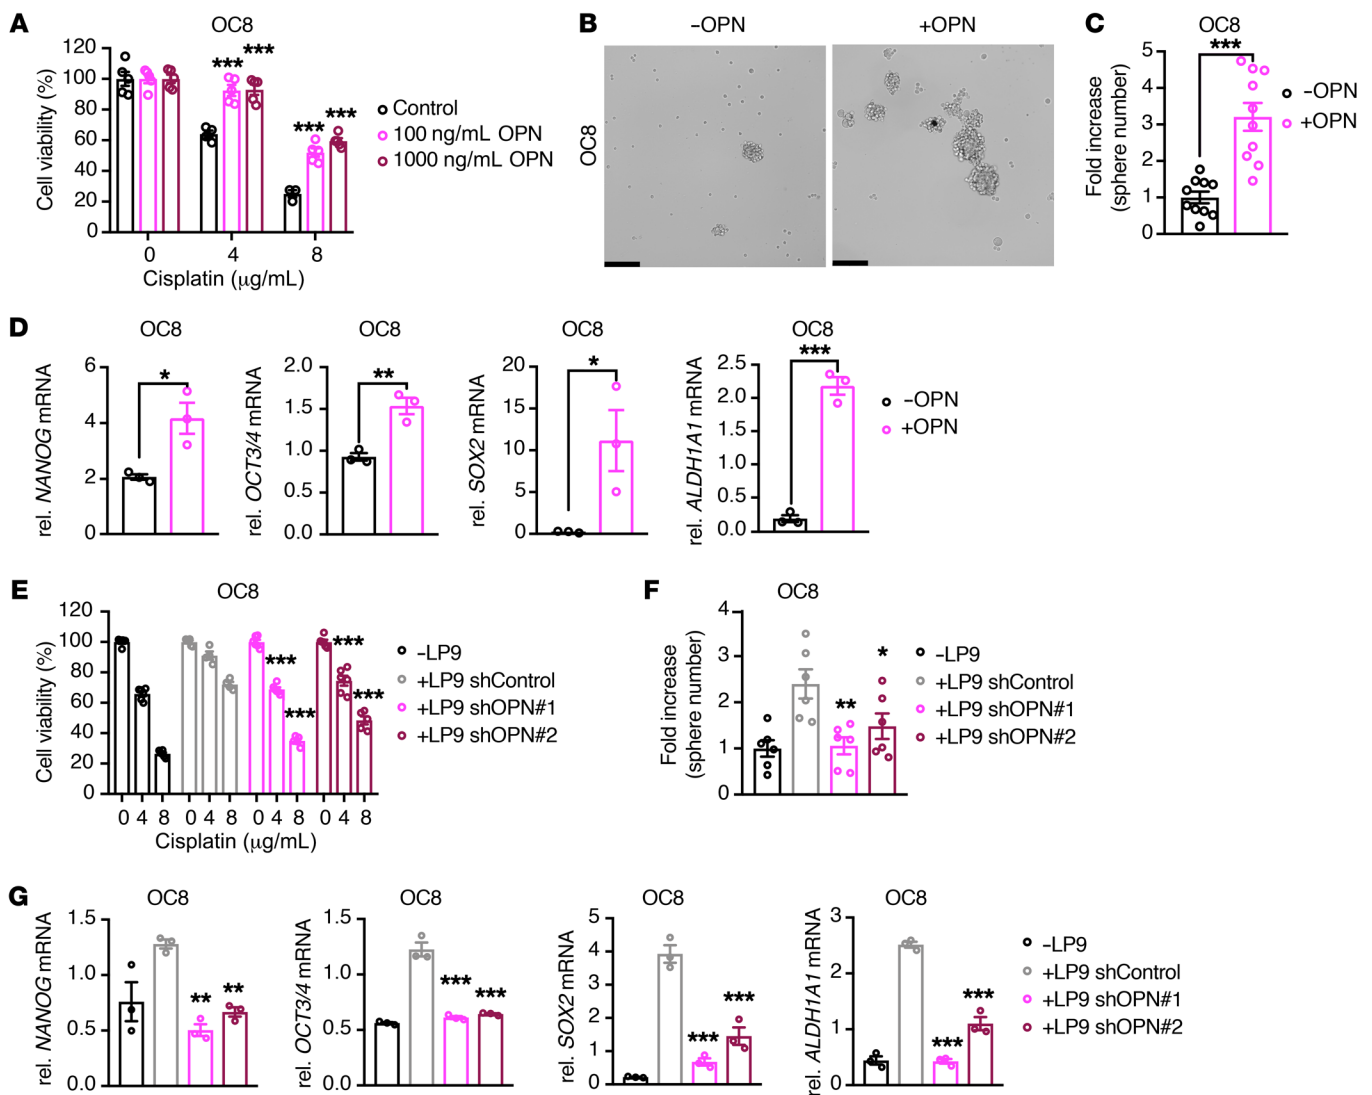 A
OC8
Cell viability (%)
120
100
80
60
40
20
0
*** ***
*** ***
0 4 8
Cisplatin (μg/mL)
Control
100 ng/mL OPN
1000 ng/mL OPN
B
–OPN +OPN
OC8
C
OC8
Fold increase
(sphere number)
5
4
3
2
1
0
***
–OPN
+OPN
D
OC8
rel. NANOG mRNA
6
4
2
0
*
OC8
rel. OCT3/4 mRNA
2.0
1.5
1.0
0.5
0.0
**
OC8
rel. SOX2 mRNA
20
15
10
5
0
*
OC8
rel. ALDH1A1 mRNA
2.5
2.0
1.5
1.0
0.5
0.0
***
–OPN
+OPN
E
OC8
Cell viability (%)
120
100
80
60
40
20
0
*** ***
*** ***
0 4 8 0 4 8 0 4 8 0 4 8
Cisplatin (μg/mL)
–LP9
+LP9 shControl
+LP9 shOPN#1
+LP9 shOPN#2
F
OC8
Fold increase
(sphere number)
4
3
2
1
0
** *
–LP9
+LP9 shControl
+LP9 shOPN#1
+LP9 shOPN#2
G
OC8
rel. NANOG mRNA
1.5
1.0
0.5
0.0
** **
OC8
rel. OCT3/4 mRNA
1.5
1.0
0.5
0.0
*** ***
OC8
rel. SOX2 mRNA
5
4
3
2
1
0
*** ***
OC8
rel. ALDH1A1 mRNA
3
2
1
0
*** ***
–LP9
+LP9 shControl
+LP9 shOPN#1
+LP9 shOPN#2